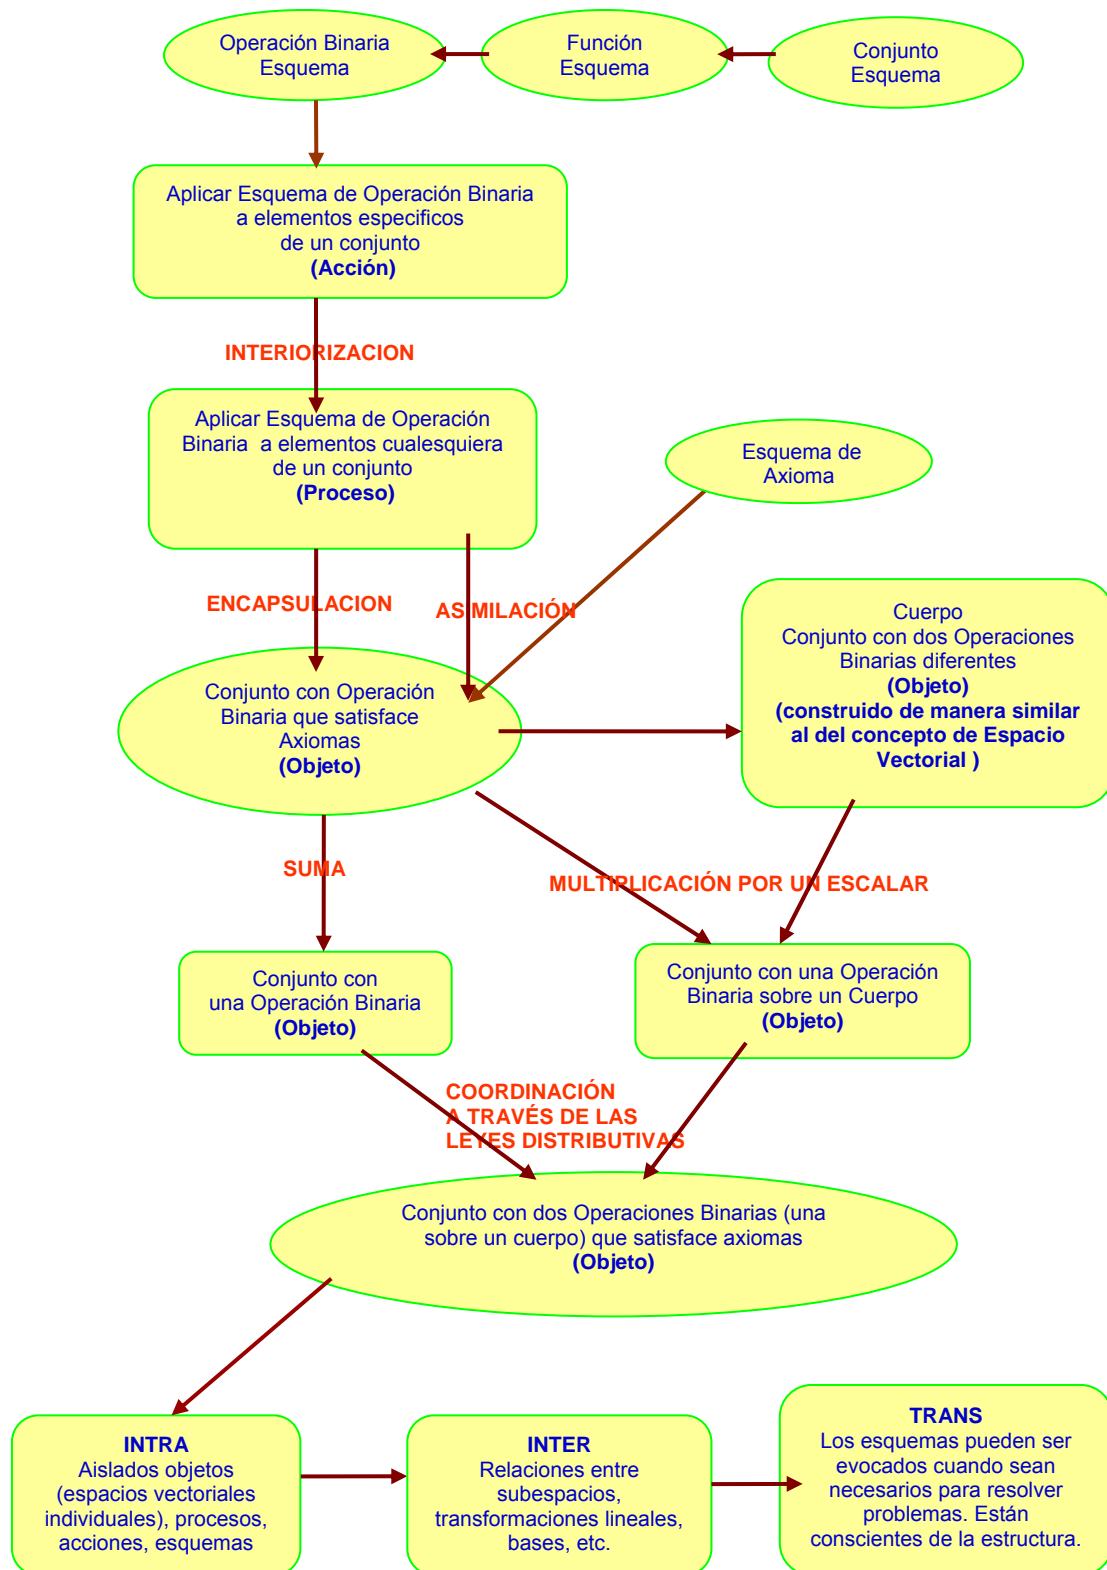 Operación Binaria
Esquema
Función
Esquema
Conjunto
Esquema
Aplicar Esquema de Operación Binaria
a elementos especificos
de un conjunto
(Acción)
INTERIORIZACION
Aplicar Esquema de Operación
Binaria a elementos cualesquiera
de un conjunto
(Proceso)
Esquema de
Axioma
ENCAPSULACION
ASIMILACIÓN
Cuerpo
Conjunto con dos Operaciones
Binarias diferentes
(Objeto)
(construido de manera similar
al del concepto de Espacio
Vectorial )
Conjunto con Operación
Binaria que satisface
Axiomas
(Objeto)
SUMA
MULTIPLICACIÓN POR UN ESCALAR
Conjunto con
una Operación Binaria
(Objeto)
Conjunto con una Operación
Binaria sobre un Cuerpo
(Objeto)
COORDINACIÓN
A TRAVÉS DE LAS
LEYES DISTRIBUTIVAS
Conjunto con dos Operaciones Binarias (una
sobre un cuerpo) que satisface axiomas
(Objeto)
INTRA
Aislados objetos
(espacios vectoriales
individuales), procesos,
acciones, esquemas
INTER
Relaciones entre
subespacios,
transformaciones lineales,
bases, etc.
TRANS
Los esquemas pueden ser
evocados cuando sean
necesarios para resolver
problemas. Están
conscientes de la estructura.